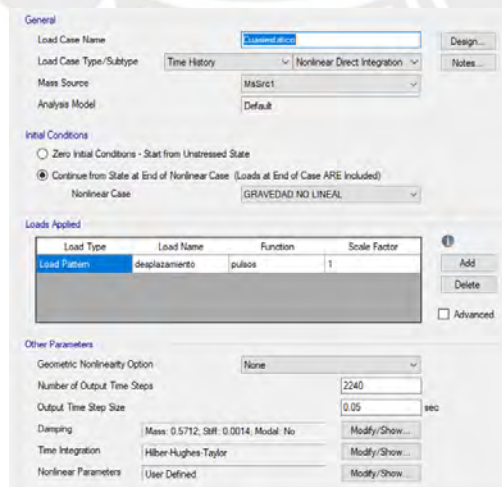 General
Load Case Name Cuasiestatico Design...
Load Case Type/Subtype Time History Nonlinear Direct Integration Notes...
Mass Source MsSrc1
Analysis Model Default
Initial Conditions
Zero Initial Conditions - Start from Unstressed State
Continue from State at End of Nonlinear Case (Loads at End of Case ARE Included)
Nonlinear Case GRAVEDAD NO LINEAL
Loads Applied
Load Type Load Name Function Scale Factor
Load Pattern desplazamiento pulsos 1 Add
Delete
Advanced
Other Parameters
Geometric Nonlinearity Option None
Number of Output Time Steps 2240
Output Time Step Size 0.05 sec
Damping Mass: 0.5712; Stiff: 0.0014; Modal: No Modify/Show...
Time Integration Hilber-Hughes-Taylor Modify/Show...
Nonlinear Parameters User Defined Modify/Show...